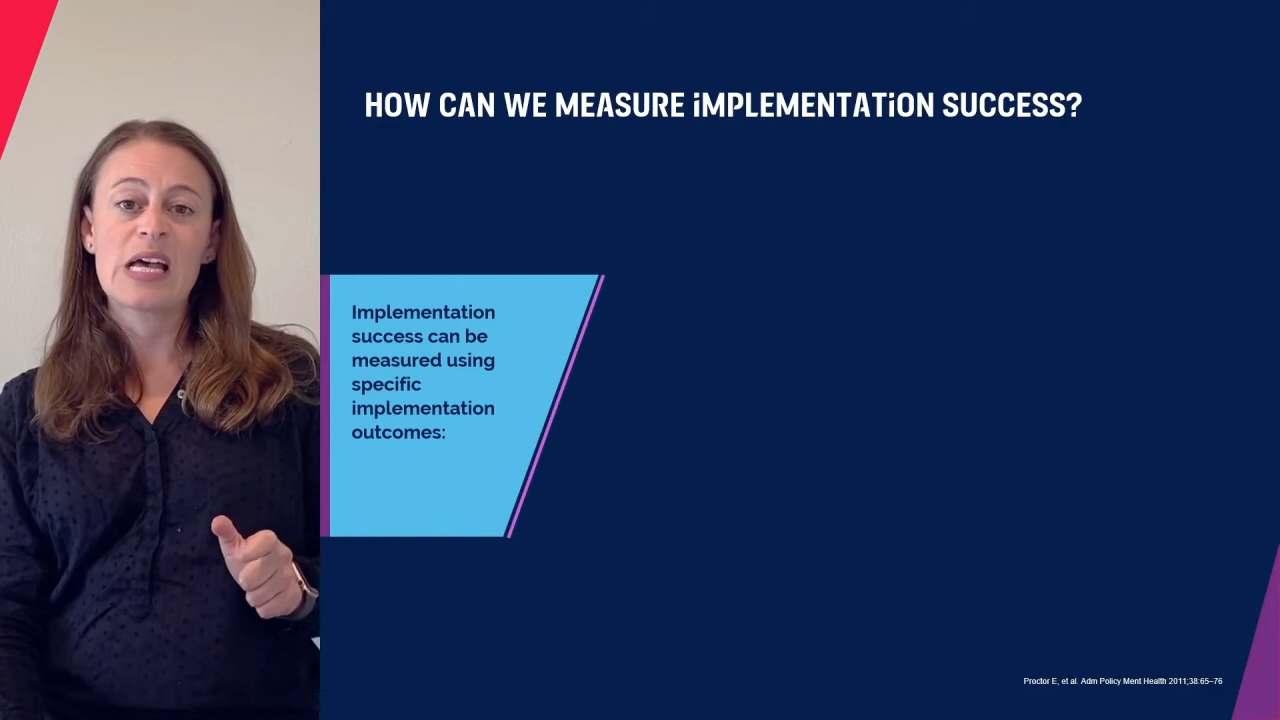 HOW CAN WE MEASURE iMPLEMENTATiON SUCCESS?
Implementation
success can be
measured using
specific
implementation
outcomes:
Proctor E, et al. Adm Policy Ment Health 2011;38:65–76